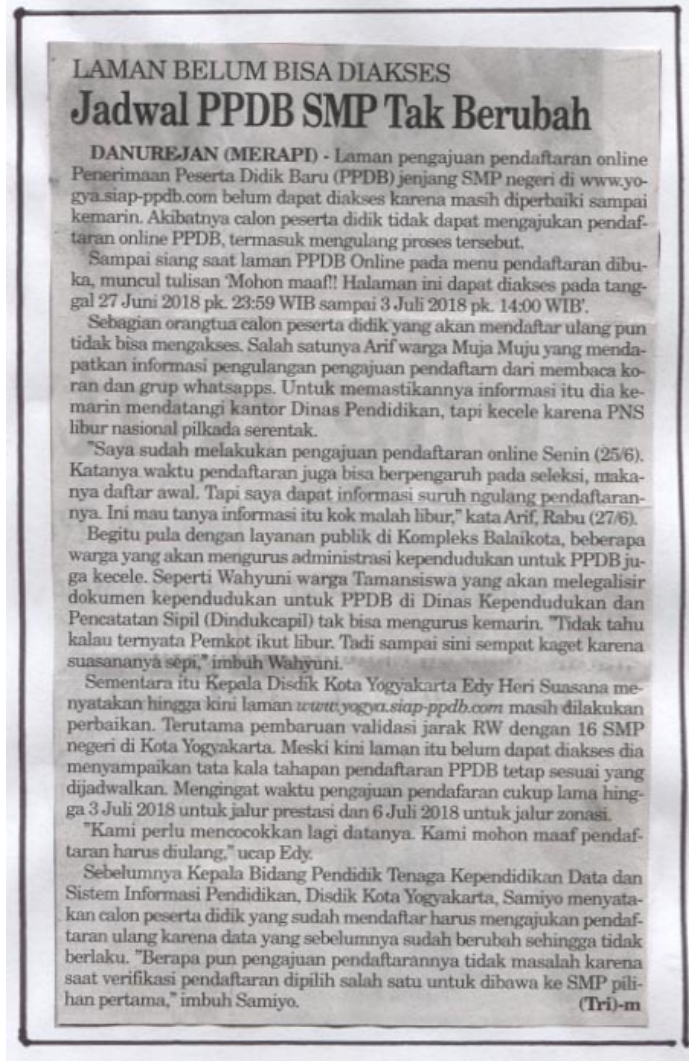 LAMAN BELUM BISA DIAKSES
Jadwal PPDB SMP Tak Berubah
DANUREJAN (MERAPI) - Laman pengajuan pendaftaran online
Penerimaan Peserta Didik Baru (PPDB) jenjang SMP negeri di www.yo-
gya.siap-ppdb.com belum dapat diakses karena masih diperbaiki sampai
kemarin. Akibatnya calon peserta didik tidak dapat mengajukan pendaf-
taran online PPDB, termasuk mengulang proses tersebut.
Sampai siang saat laman PPDB Online pada menu pendaftaran dibu-
ka, muncul tulisan 'Mohon maaf!! Halaman ini dapat diakses pada tang-
gal 27 Juni 2018 pk. 23:59 WIB sampai 3 Juli 2018 pk. 14:00 WIB'.
Sebagian orangtua calon peserta didik yang akan mendaftar ulang pun
tidak bisa mengakses. Salah satunya Arif warga Muja Muju yang menda-
patkan informasi pengulangan pengajuan pendaftarn dari membaca ko-
ran dan grup whatsapps. Untuk memastikannya informasi itu dia ke-
marin mendatangi kantor Dinas Pendidikan, tapi kecele karena PNS
libur nasional pilkada serentak.
"Saya sudah melakukan pengajuan pendaftaran online Senin (25/6).
Katanya waktu pendaftaran juga bisa berpengaruh pada seleksi, maka-
nya daftar awal. Tapi saya dapat informasi suruh ngulang pendaftaran-
nya. Ini mau tanya informasi itu kok malah libur," kata Arif, Rabu (27/6).
Begitu pula dengan layanan publik di Kompleks Balaikota, beberapa
warga yang akan mengurus administrasi kependudukan untuk PPDB ju-
ga kecele. Seperti Wahyuni warga Tamansiswa yang akan melegalisir
dokumen kependudukan untuk PPDB di Dinas Kependudukan dan
Pencatatan Sipil (Dindukcapil) tak bisa mengurus kemarin. "Tidak tahu
kalau ternyata Pemkot ikut libur. Tadi sampai sini sempat kaget karena
suasananya sepi," imbuh Wahyuni.
Sementara itu Kepala Disdik Kota Yogyakarta Edy Heri Suasana me-
nyatakan hingga kini laman www.yogya.siap-ppdb.com masih dilakukan
perbaikan. Terutama pembaruan validasi jarak RW dengan 16 SMP
negeri di Kota Yogyakarta. Meski kini laman itu belum dapat diakses dia
menyampaikan tata kala tahapan pendaftaran PPDB tetap sesuai yang
dijadwalkan. Mengingat waktu pengajuan pendafaran cukup lama hing-
ga 3 Juli 2018 untuk jalur prestasi dan 6 Juli 2018 untuk jalur zonasi.
"Kami perlu mencocokkan lagi datanya. Kami mohon maaf pendaf-
taran harus diulang," ucap Edy.
Sebelumnya Kepala Bidang Pendidik Tenaga Kependidikan Data dan
Sistem Informasi Pendidikan, Disdik Kota Yogyakarta, Samiyo menyata-
kan calon peserta didik yang sudah mendaftar harus mengajukan pendaf-
taran ulang karena data yang sebelumnya sudah berubah sehingga tidak
berlaku. "Berapa pun pengajuan pendaftarannya tidak masalah karena
saat verifikasi pendaftaran dipilih salah satu untuk dibawa ke SMP pili-
han pertama," imbuh Samiyo. (Tri)-m